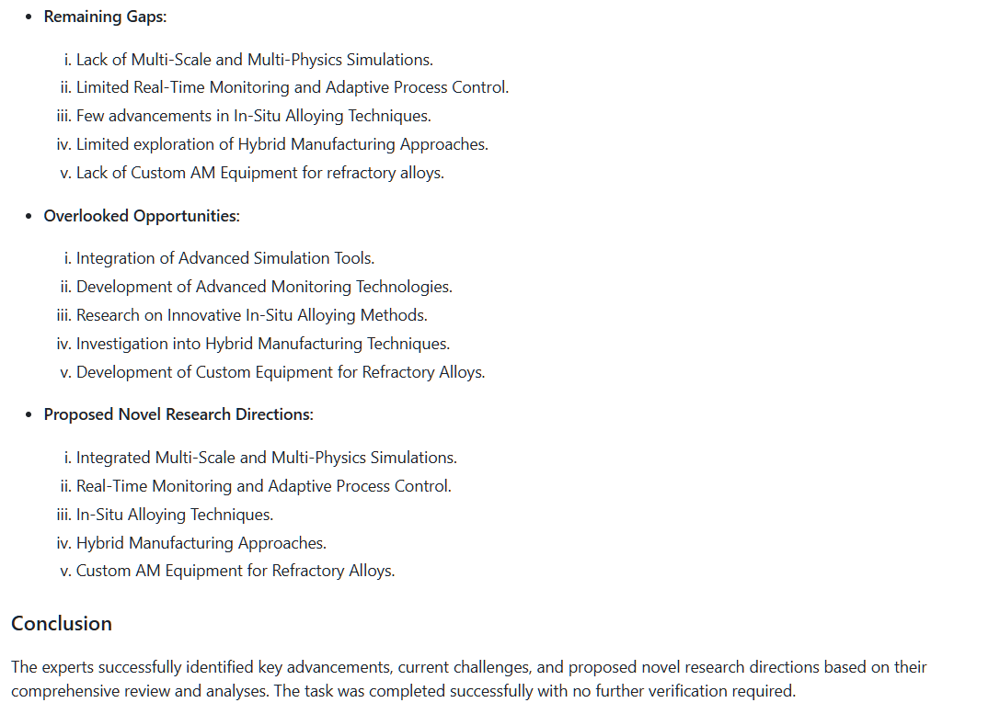 • Remaining Gaps:
i. Lack of Multi-Scale and Multi-Physics Simulations.
ii. Limited Real-Time Monitoring and Adaptive Process Control.
iii. Few advancements in In-Situ Alloying Techniques.
iv. Limited exploration of Hybrid Manufacturing Approaches.
v. Lack of Custom AM Equipment for refractory alloys.
• Overlooked Opportunities:
i. Integration of Advanced Simulation Tools.
ii. Development of Advanced Monitoring Technologies.
iii. Research on Innovative In-Situ Alloying Methods.
iv. Investigation into Hybrid Manufacturing Techniques.
v. Development of Custom Equipment for Refractory Alloys.
• Proposed Novel Research Directions:
i. Integrated Multi-Scale and Multi-Physics Simulations.
ii. Real-Time Monitoring and Adaptive Process Control.
iii. In-Situ Alloying Techniques.
iv. Hybrid Manufacturing Approaches.
v. Custom AM Equipment for Refractory Alloys.
Conclusion
The experts successfully identified key advancements, current challenges, and proposed novel research directions based on their
comprehensive review and analyses. The task was completed successfully with no further verification required.